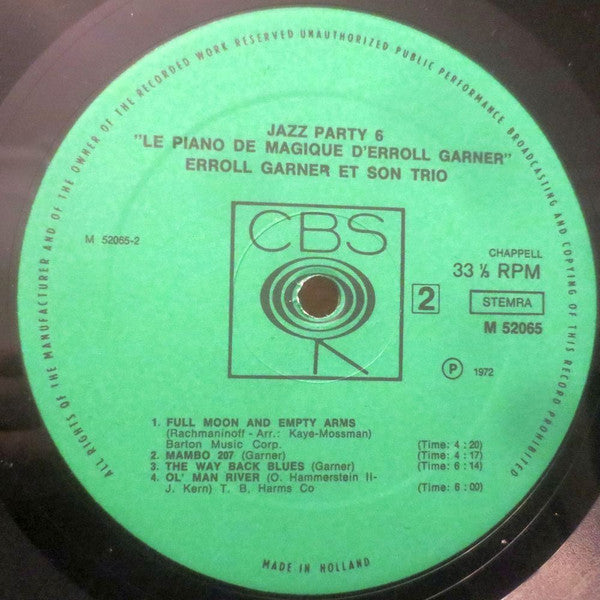 ALL RIGHTS OF THE MANUFACTURER AND OF THE OWNER OF THE RECORDED WORK RESERVED UNAUTHORIZED PUBLIC PERFORMANCE BROADCASTING AND COPYING OF THIS RECORD PROHIBITED
JAZZ PARTY 6
"LE PIANO DE MAGIQUE D'ERROLL GARNER"
ERROLL GARNER ET SON TRIO
M 52065-2
CBS
CHAPPELL
33 ⅓ RPM
2
STEMRA
M 52065
P 1972
1. FULL MOON AND EMPTY ARMS
(Rachmaninoff - Arr.: Kaye-Mossman)
Barton Music Corp. (Time: 4 : 20)
2. MAMBO 207 (Garner) (Time: 4 : 17)
3. THE WAY BACK BLUES (Garner) (Time: 6 : 14)
4. OL' MAN RIVER (O. Hammerstein II-
J. Kern) T. B. Harms Co (Time: 6 : 00)
MADE IN HOLLAND